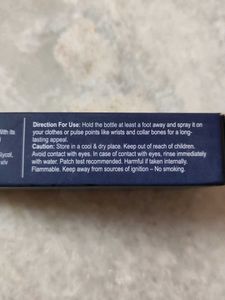 With its
Glycol,
Direction For Use: Hold the bottle at least a foot away and spray it on
your clothes or pulse points like wrists and collar bones for a long-
lasting appeal.
Caution: Store in a cool & dry place. Keep out of reach of children.
Avoid contact with eyes. In case of contact with eyes, rinse immediately
with water. Patch test recommended. Harmful if taken internally.
Flammable. Keep away from sources of ignition – No smoking.